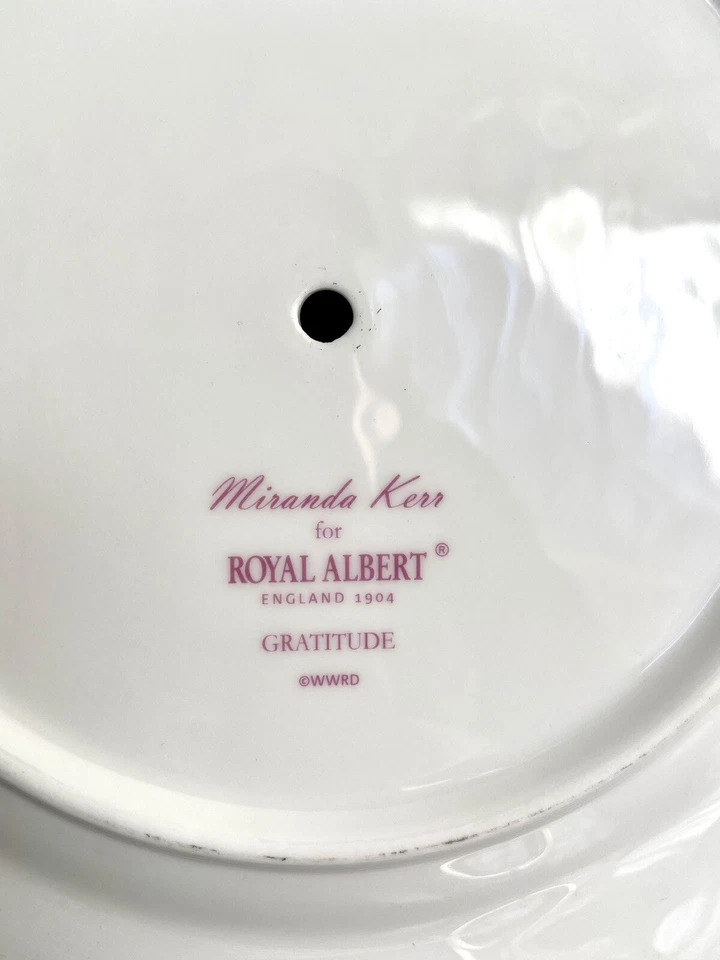 Miranda Kerr
for
ROYAL ALBERT®
ENGLAND 1904
GRATITUDE
©WWRD